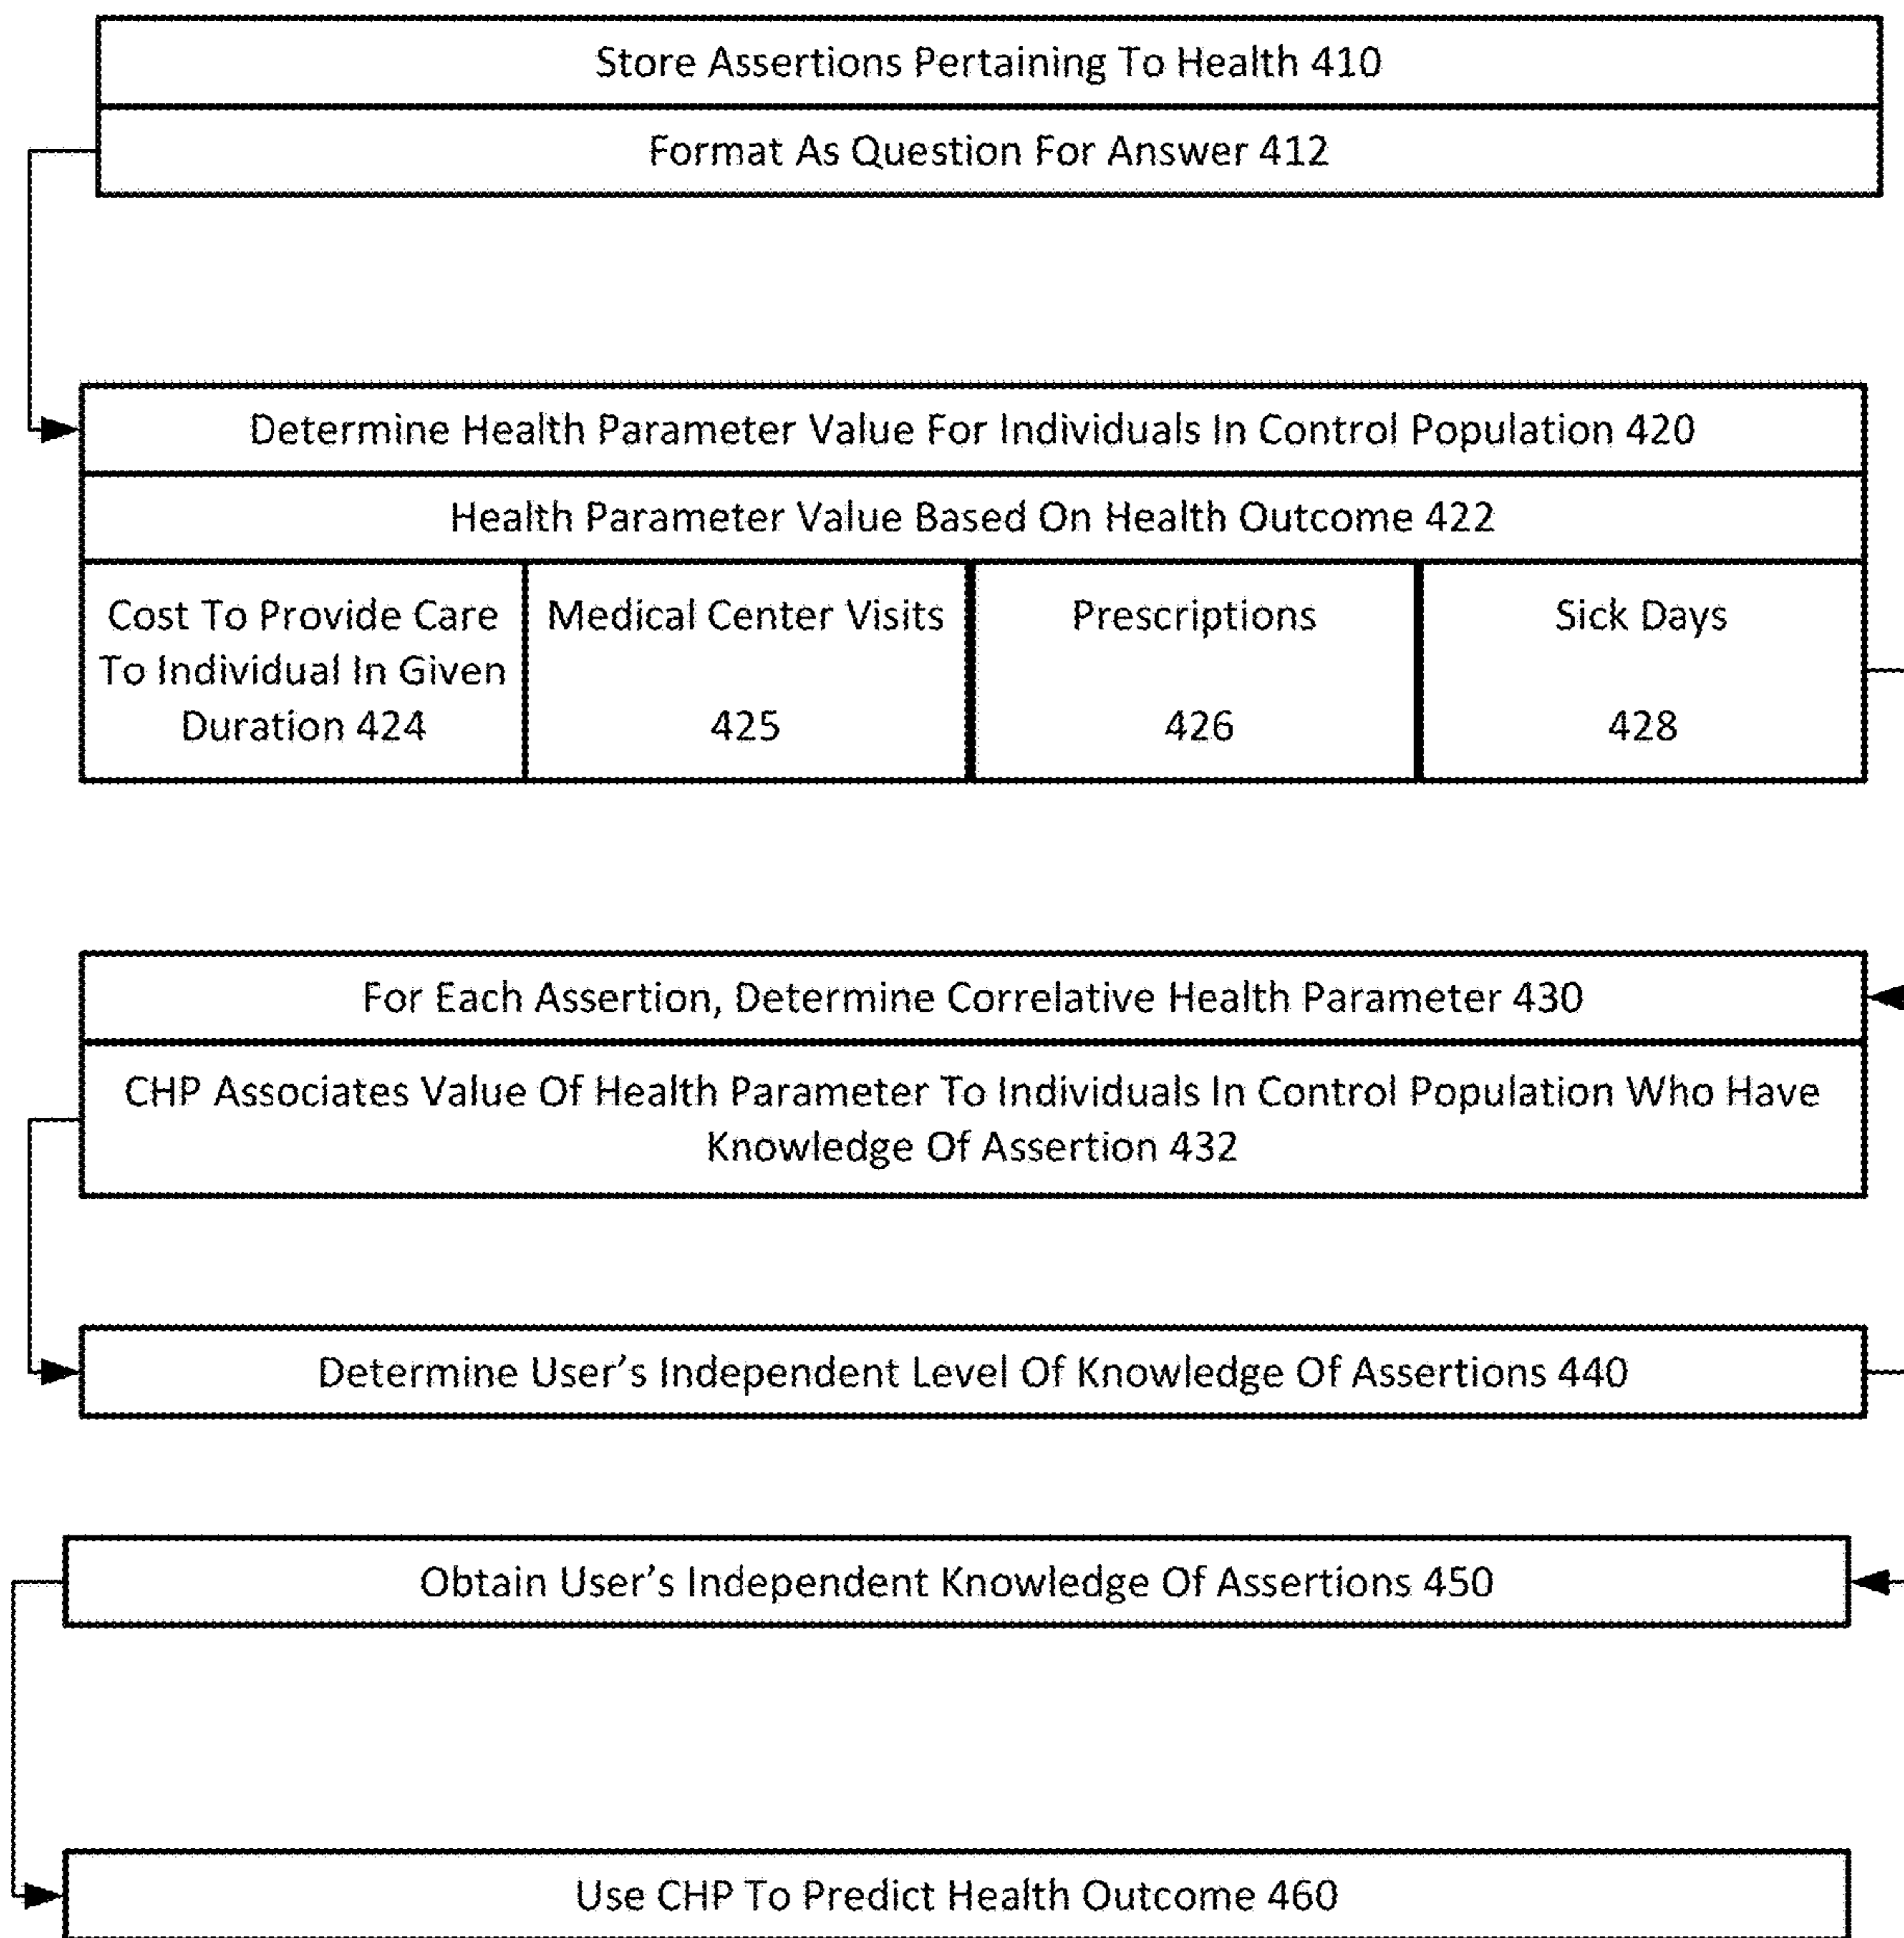 Store Assertions Pertaining To Health 410
Format As Question For Answer 412
Determine Health Parameter Value For Individuals In Control Population 420
Health Parameter Value Based On Health Outcome 422
Cost To Provide Care
To Individual In Given
Duration 424
Medical Center Visits
425
Prescriptions
426
Sick Days
428
For Each Assertion, Determine Correlative Health Parameter 430
CHP Associates Value Of Health Parameter To Individuals In Control Population Who Have
Knowledge Of Assertion 432
Determine User’s Independent Level Of Knowledge Of Assertions 440
Obtain User’s Independent Knowledge Of Assertions 450
Use CHP To Predict Health Outcome 460